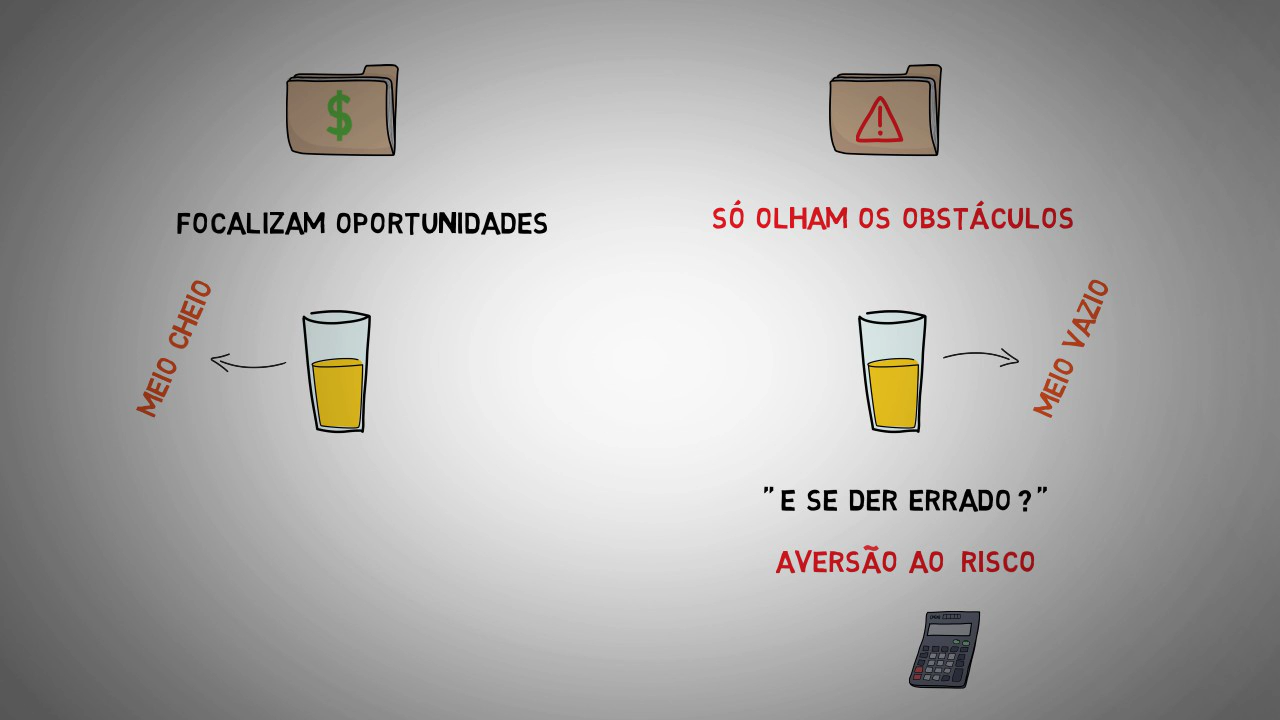 $
!
FOCALIZAM OPORTUNIDADES
SÓ OLHAM OS OBSTÁCULOS
MEIO CHEIO
MEIO VAZIO
"E SE DER ERRADO?"
AVERSÃO AO RISCO